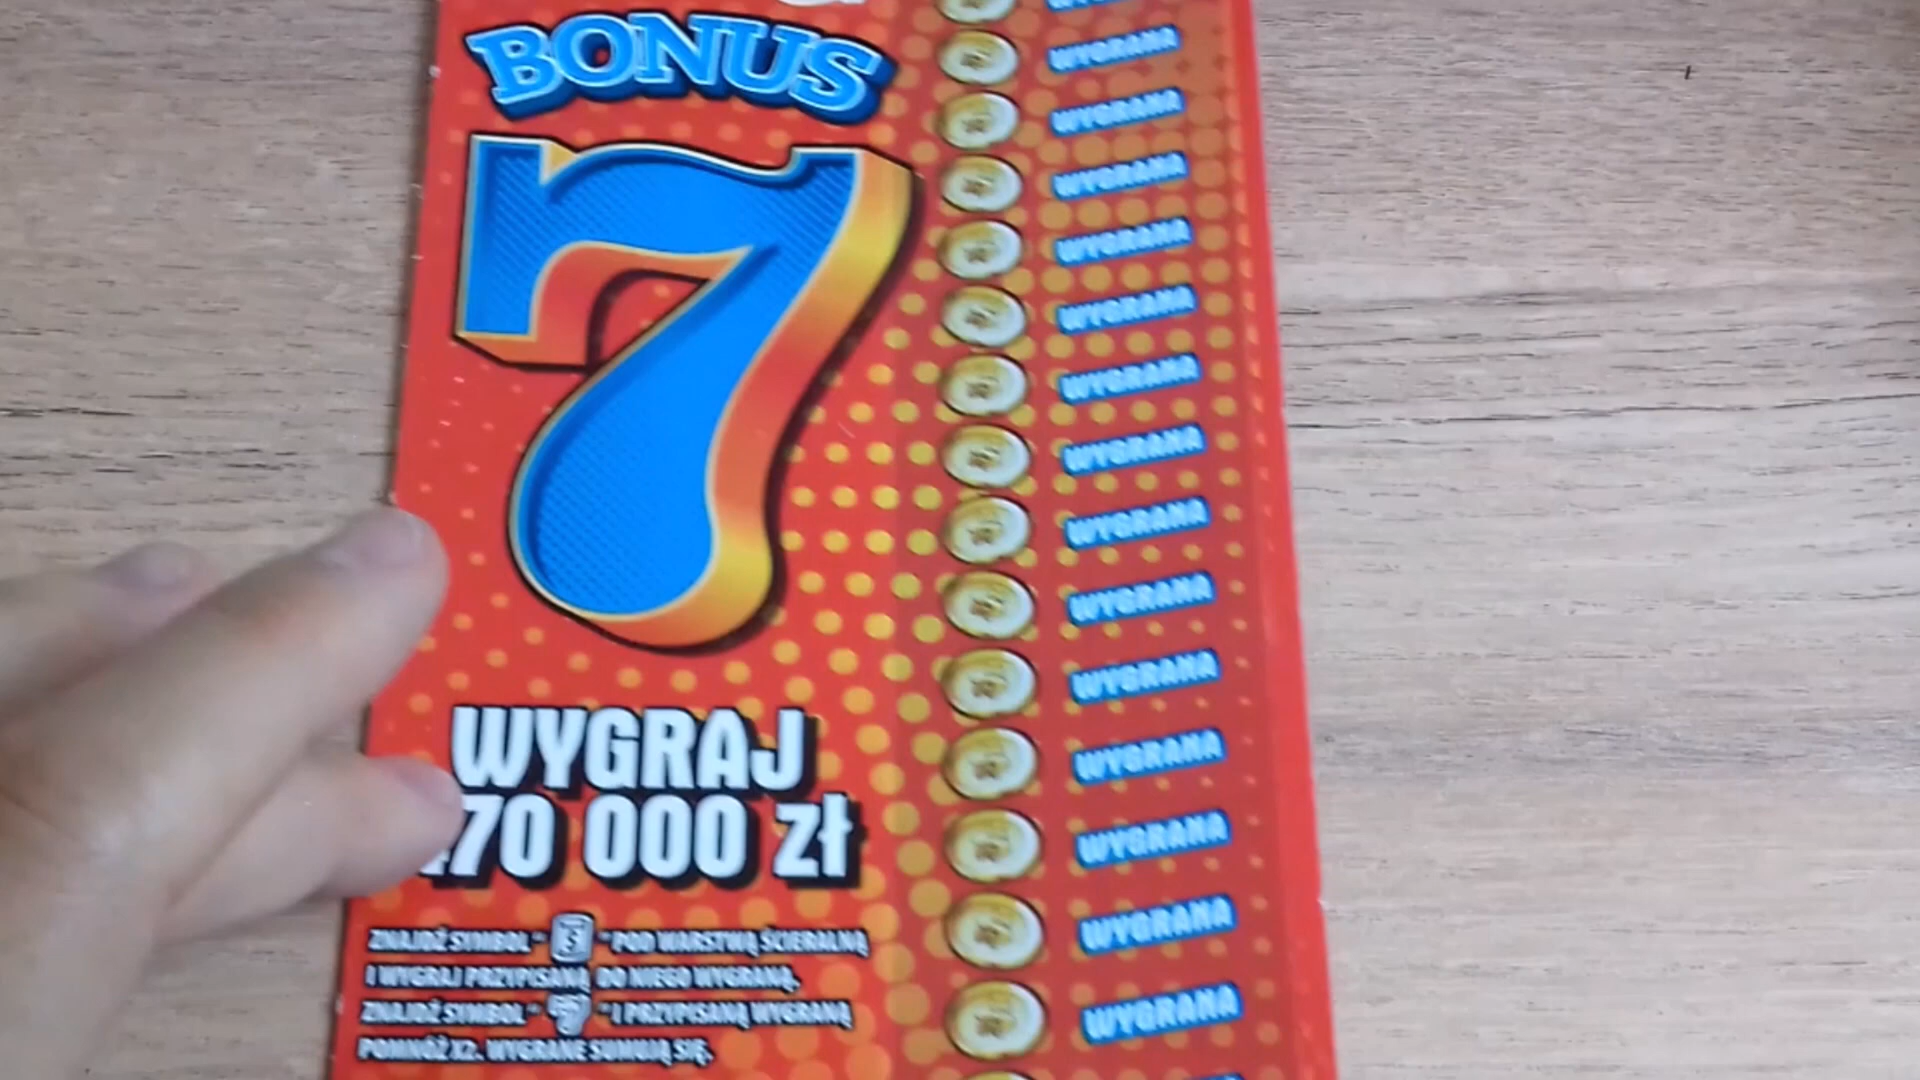 BONUS
7
WYGRAJ
70 000 zł
ZNAJDŹ SYMBOL " " POD WARSTWĄ ŚCIERALNĄ
I WYGRAJ PRZYPISANĄ DO NIEGO WYGRANĄ.
ZNAJDŹ SYMBOL " " I PRZYPISANĄ WYGRANĄ
POMNÓŻ X2. WYGRANE SUMUJĄ SIĘ.
WYGRANA
WYGRANA
WYGRANA
WYGRANA
WYGRANA
WYGRANA
WYGRANA
WYGRANA
WYGRANA
WYGRANA
WYGRANA
WYGRANA
WYGRANA
WYGRANA